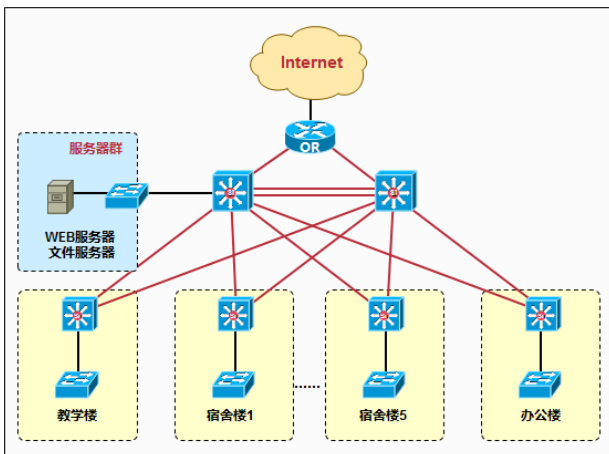 Internet
OR
服务器群
WEB服务器
文件服务器
教学楼
宿舍楼1
......
宿舍楼5
办公楼